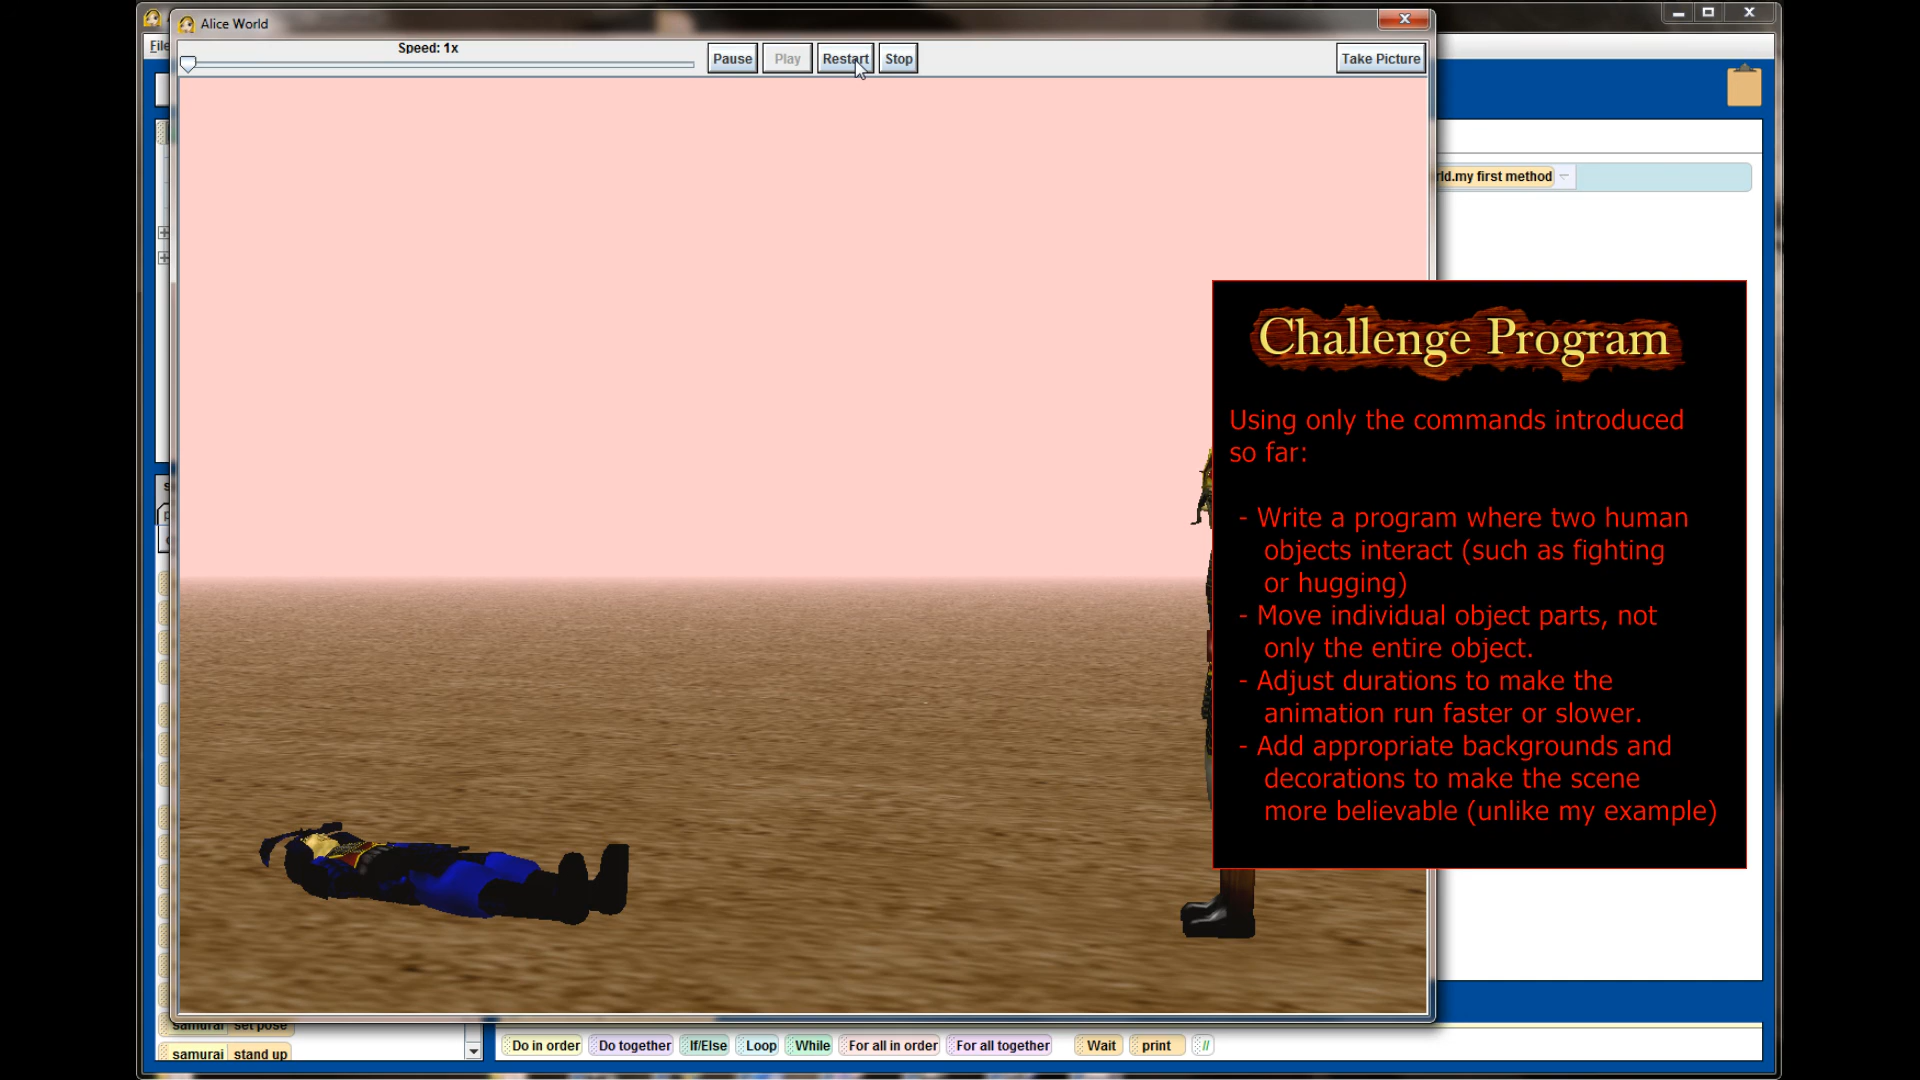 Alice World
File
Speed: 1x
Pause
Play
Restart
Stop
Take Picture
ld.my first method
Challenge Program
Using only the commands introduced
so far:
- Write a program where two human
objects interact (such as fighting
or hugging)
- Move individual object parts, not
only the entire object.
- Adjust durations to make the
animation run faster or slower.
- Add appropriate backgrounds and
decorations to make the scene
more believable (unlike my example)
samurai set pose
samurai stand up
Do in order
Do together
If/Else
Loop
While
For all in order
For all together
Wait
print
//